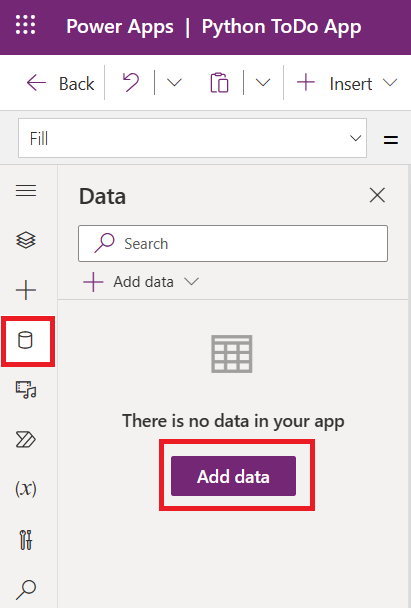 Power Apps | Python ToDo App
Back
Insert
Fill
=
Data
Search
Add data
There is no data in your app
Add data
(x)